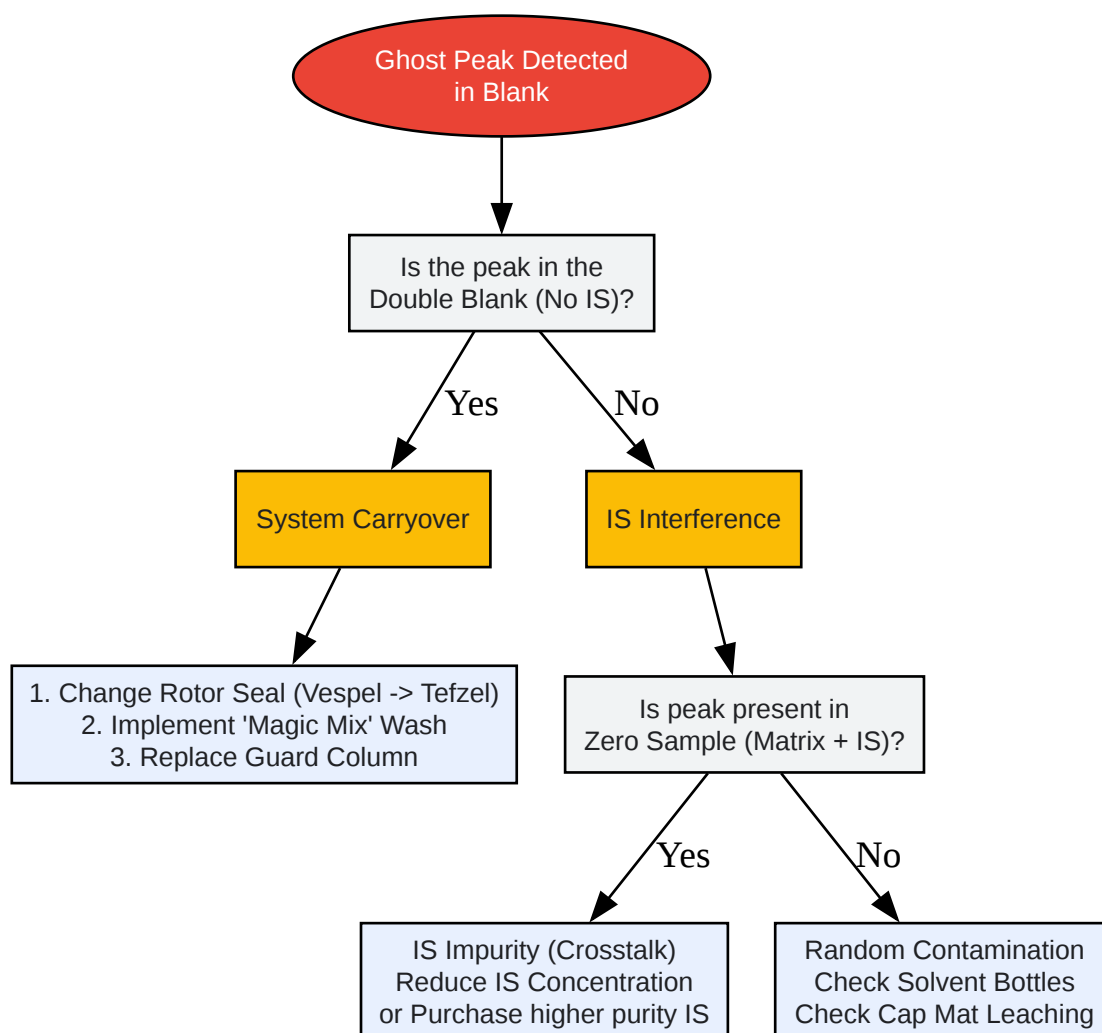 Ghost Peak Detected
in Blank
Is the peak in the
Double Blank (No IS)?
Yes
No
System Carryover
IS Interference
1. Change Rotor Seal (Vespel -> Tefzel)
2. Implement 'Magic Mix' Wash
3. Replace Guard Column
Is peak present in
Zero Sample (Matrix + IS)?
Yes
No
IS Impurity (Crosstalk)
Reduce IS Concentration
or Purchase higher purity IS
Random Contamination
Check Solvent Bottles
Check Cap Mat Leaching